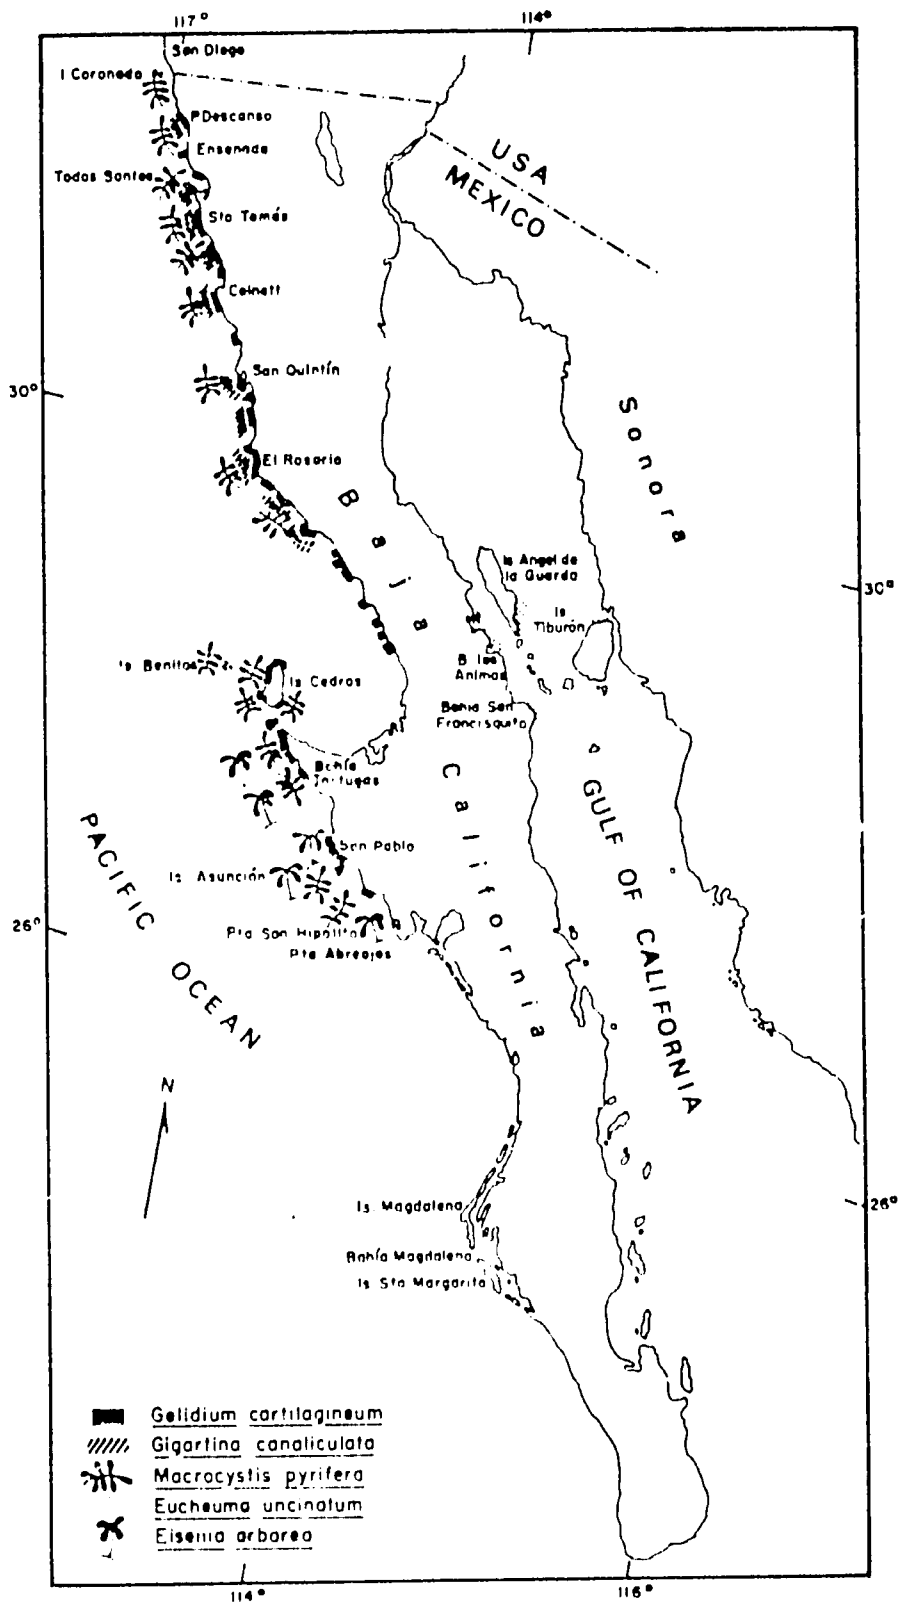 117°
114°
San Diego
I Coronado
P Descanso
Ensenada
USA
MEXICO
Todos Santos
Sto Tomás
Colnett
San Quintín
30°
Sonora
El Rosario
Baja
Is Angel de
la Guarda
30°
Is
Tiburón
Is. Benitos
B. los
Animas
Is Cedros
Bahia San
Francisquito
Bahía
Tortugas
California
GULF OF CALIFORNIA
PACIFIC OCEAN
San Pablo
Is. Asunción
26°
Pta San Hipólito
Pta Abreojos
N
Is. Magdalena
26°
Bahía Magdalena
Is Sta Margarita
Gelidium cartilagineum
Gigartina canaliculata
Macrocystis pyrifera
Eucheuma uncinatum
Eisenia arborea
114°
116°